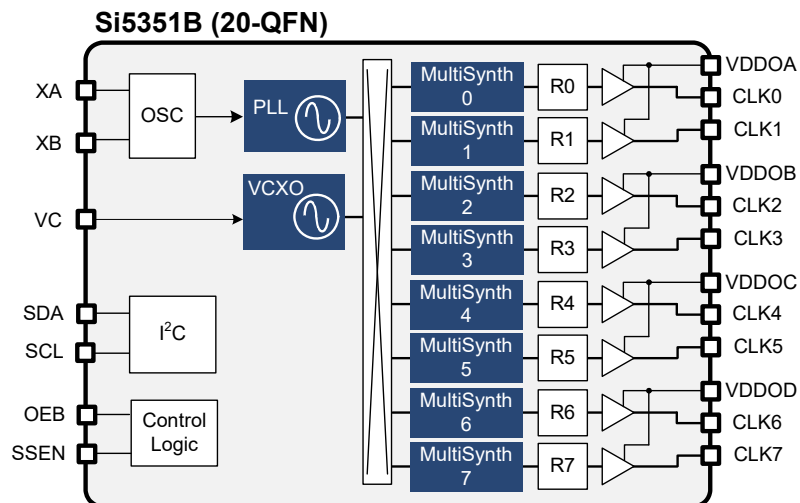 Si5351B (20-QFN)
XA
XB
VC
SDA
SCL
OEB
SSEN
OSC
PLL
VCXO
I²C
Control
Logic
MultiSynth
0
R0
MultiSynth
1
R1
MultiSynth
2
R2
MultiSynth
3
R3
MultiSynth
4
R4
MultiSynth
5
R5
MultiSynth
6
R6
MultiSynth
7
R7
VDDOA
CLK0
CLK1
VDDOB
CLK2
CLK3
VDDOC
CLK4
CLK5
VDDOD
CLK6
CLK7